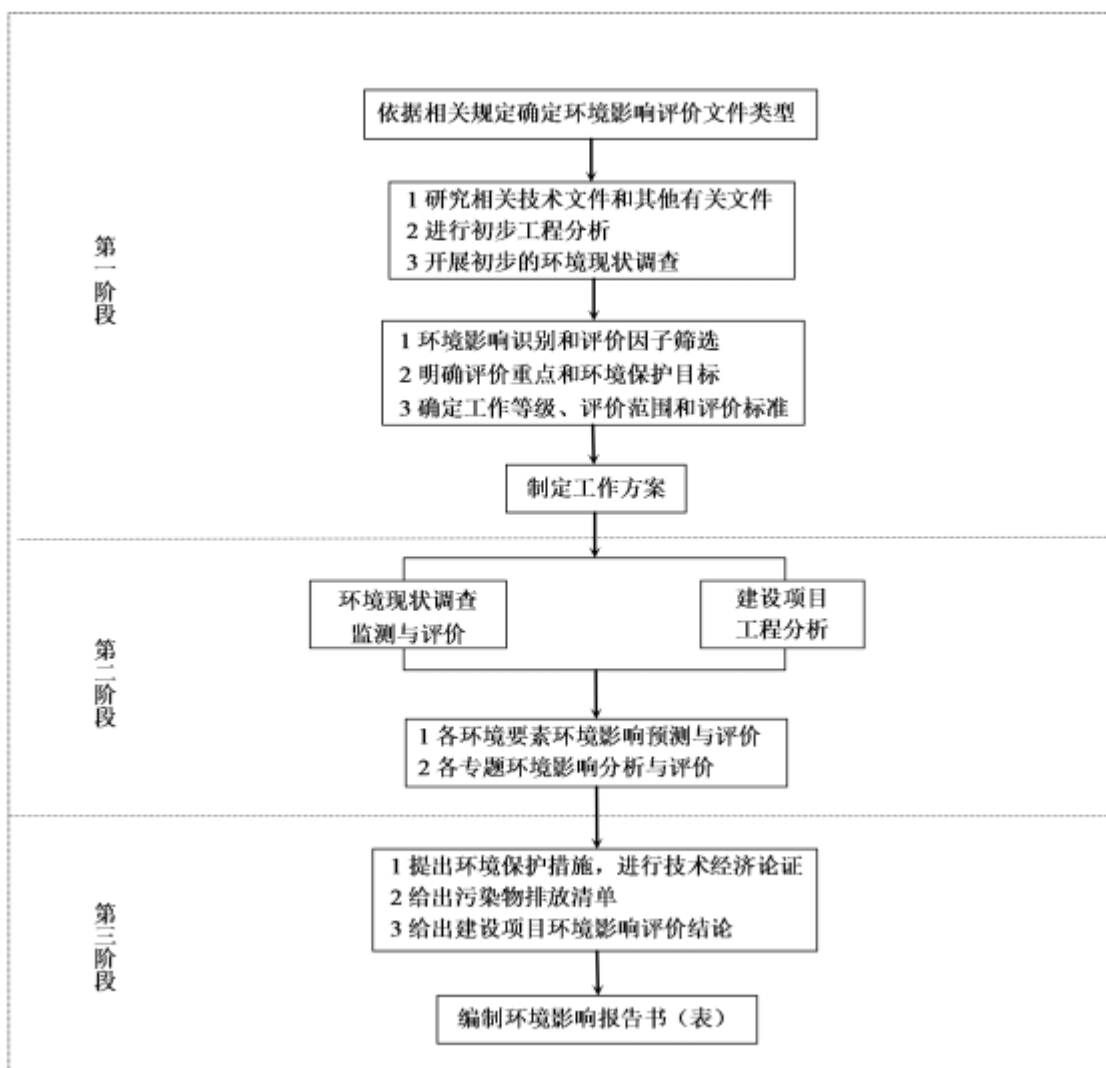 依据相关规定确定环境影响评价文件类型
1 研究相关技术文件和其他有关文件
2 进行初步工程分析
3 开展初步的环境现状调查
第一阶段
1 环境影响识别和评价因子筛选
2 明确评价重点和环境保护目标
3 确定工作等级、评价范围和评价标准
制定工作方案
环境现状调查
监测与评价
建设项目
工程分析
第二阶段
1 各环境要素环境影响预测与评价
2 各专题环境影响分析与评价
1 提出环境保护措施，进行技术经济论证
2 给出污染物排放清单
3 给出建设项目环境影响评价结论
第三阶段
编制环境影响报告书（表）